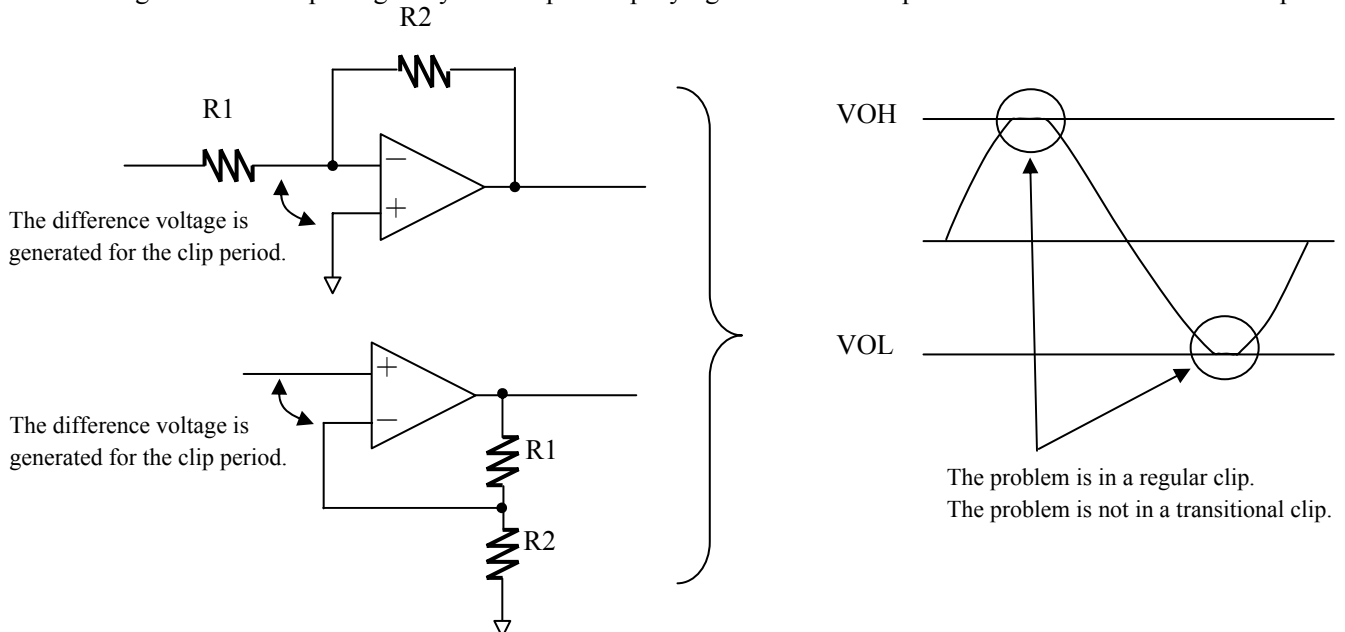 R2
R1
−
+
The difference voltage is
generated for the clip period.
+
−
The difference voltage is
generated for the clip period.
R1
R2
VOH
VOL
The problem is in a regular clip.
The problem is not in a transitional clip.